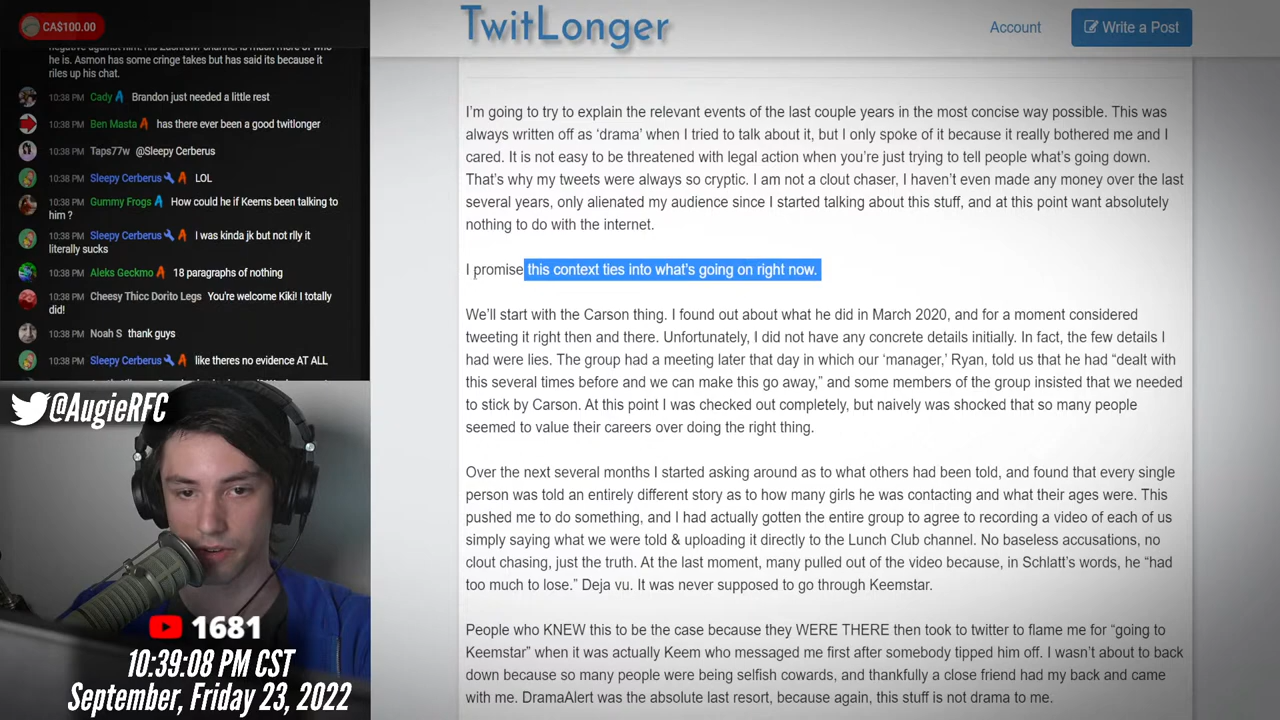 CA$100.00
he is. Asmon has some cringe takes but has said its because it
riles up his chat.
10:38 PM Cady Brandon just needed a little rest
10:38 PM Ben Masta has there ever been a good twitlonger
10:38 PM Taps77w @Sleepy Cerberus
10:38 PM Sleepy Cerberus LOL
10:38 PM Gummy Frogs How could he if Keems been talking to
him ?
10:38 PM Sleepy Cerberus I was kinda jk but not rlly it
literally sucks
10:38 PM Aleks Geckmo 18 paragraphs of nothing
10:38 PM Cheesy Thicc Dorito Legs You're welcome Kiki! I totally
did!
10:38 PM Noah S thank guys
10:38 PM Sleepy Cerberus like theres no evidence AT ALL
@AugieRFC
1681
10:39:08 PM CST
September, Friday 23, 2022
TwitLonger
Account
Write a Post
I'm going to try to explain the relevant events of the last couple years in the most concise way possible. This was
always written off as 'drama' when I tried to talk about it, but I only spoke of it because it really bothered me and I
cared. It is not easy to be threatened with legal action when you're just trying to tell people what's going down.
That's why my tweets were always so cryptic. I am not a clout chaser, I haven't even made any money over the last
several years, only alienated my audience since I started talking about this stuff, and at this point want absolutely
nothing to do with the internet.
I promise this context ties into what's going on right now.
We'll start with the Carson thing. I found out about what he did in March 2020, and for a moment considered
tweeting it right then and there. Unfortunately, I did not have any concrete details initially. In fact, the few details I
had were lies. The group had a meeting later that day in which our 'manager,' Ryan, told us that he had “dealt with
this several times before and we can make this go away,” and some members of the group insisted that we needed
to stick by Carson. At this point I was checked out completely, but naively was shocked that so many people
seemed to value their careers over doing the right thing.
Over the next several months I started asking around as to what others had been told, and found that every single
person was told an entirely different story as to how many girls he was contacting and what their ages were. This
pushed me to do something, and I had actually gotten the entire group to agree to recording a video of each of us
simply saying what we were told & uploading it directly to the Lunch Club channel. No baseless accusations, no
clout chasing, just the truth. At the last moment, many pulled out of the video because, in Schlatt's words, he “had
too much to lose.” Deja vu. It was never supposed to go through Keemstar.
People who KNEW this to be the case because they WERE THERE then took to twitter to flame me for “going to
Keemstar” when it was actually Keem who messaged me first after somebody tipped him off. I wasn't about to back
down because so many people were being selfish cowards, and thankfully a close friend had my back and came
with me. DramaAlert was the absolute last resort, because again, this stuff is not drama to me.